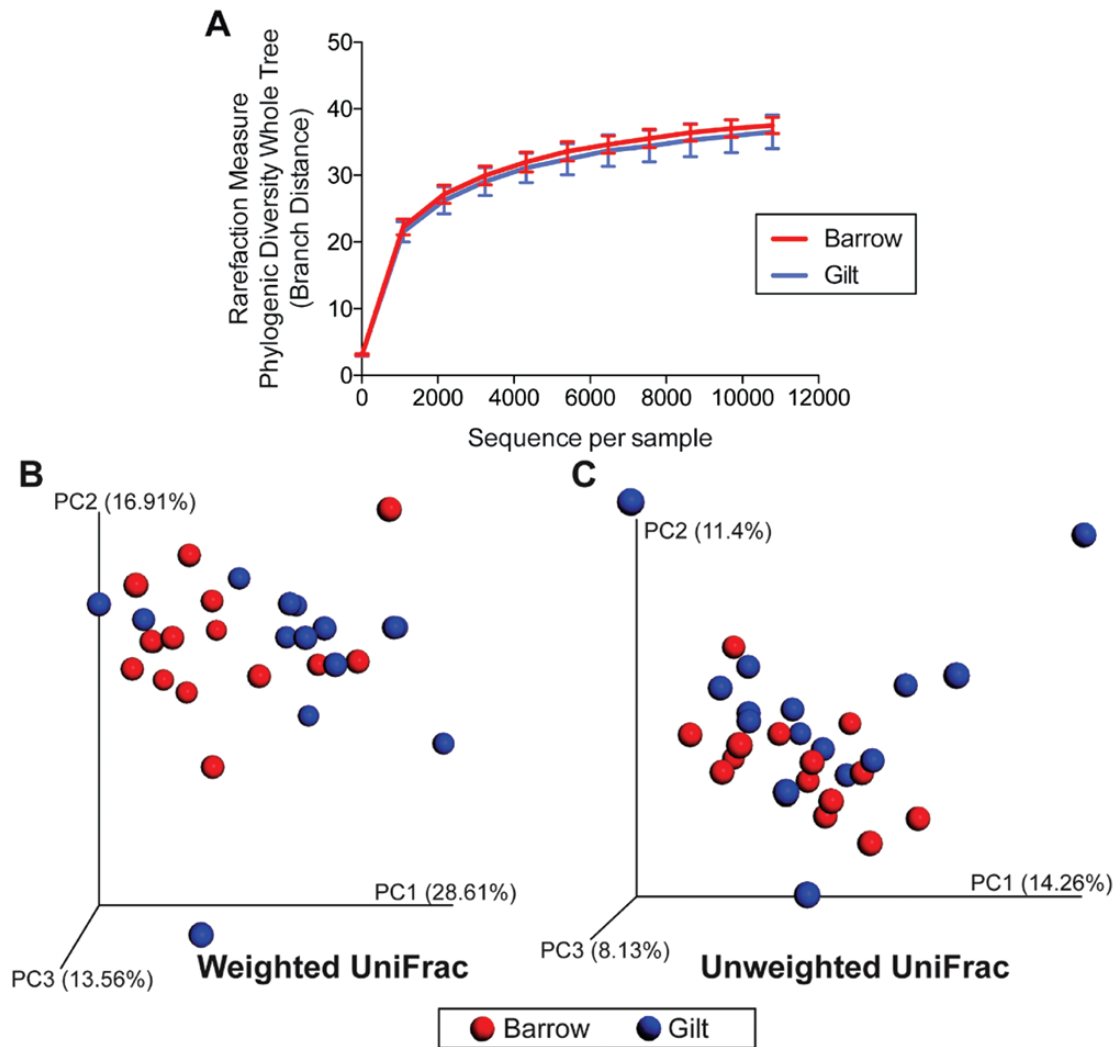 A
Rarefaction Measure
Phylogenic Diversity Whole Tree
(Branch Distance)
50
40
30
20
10
0
0 2000 4000 6000 8000 10000 12000
Sequence per sample
Barrow
Gilt
B
PC2 (16.91%)
PC1 (28.61%)
PC3 (13.56%)
Weighted UniFrac
C
PC2 (11.4%)
PC1 (14.26%)
PC3 (8.13%)
Unweighted UniFrac
Barrow Gilt